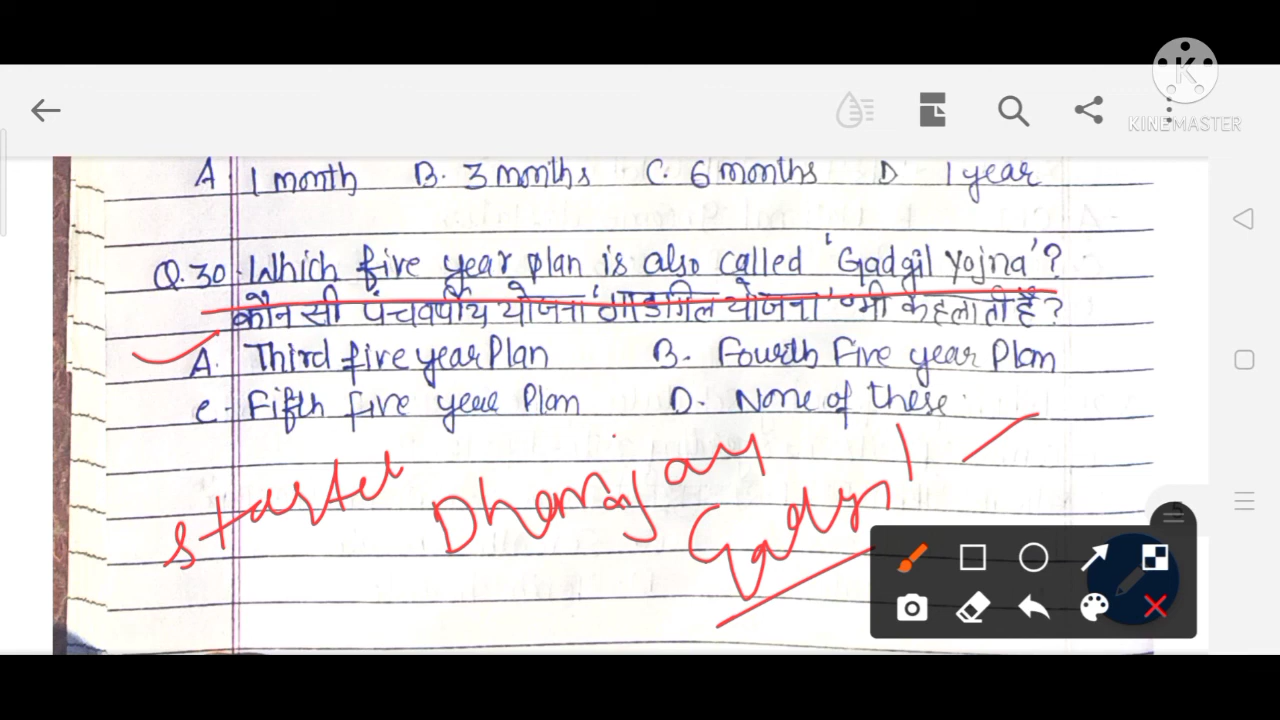 KINEMASTER
A. 1 month B. 3 months C. 6 months D 1 year
Q.30. Which five year plan is also called 'Gadgil Yojna'?
कौन सी पंचवर्षीय योजना 'गाडगिल योजना' भी कहलाती है?
A. Third five year Plan B. Fourth Five year Plan
C. Fifth five year Plan D. None of these.
Dhananjay